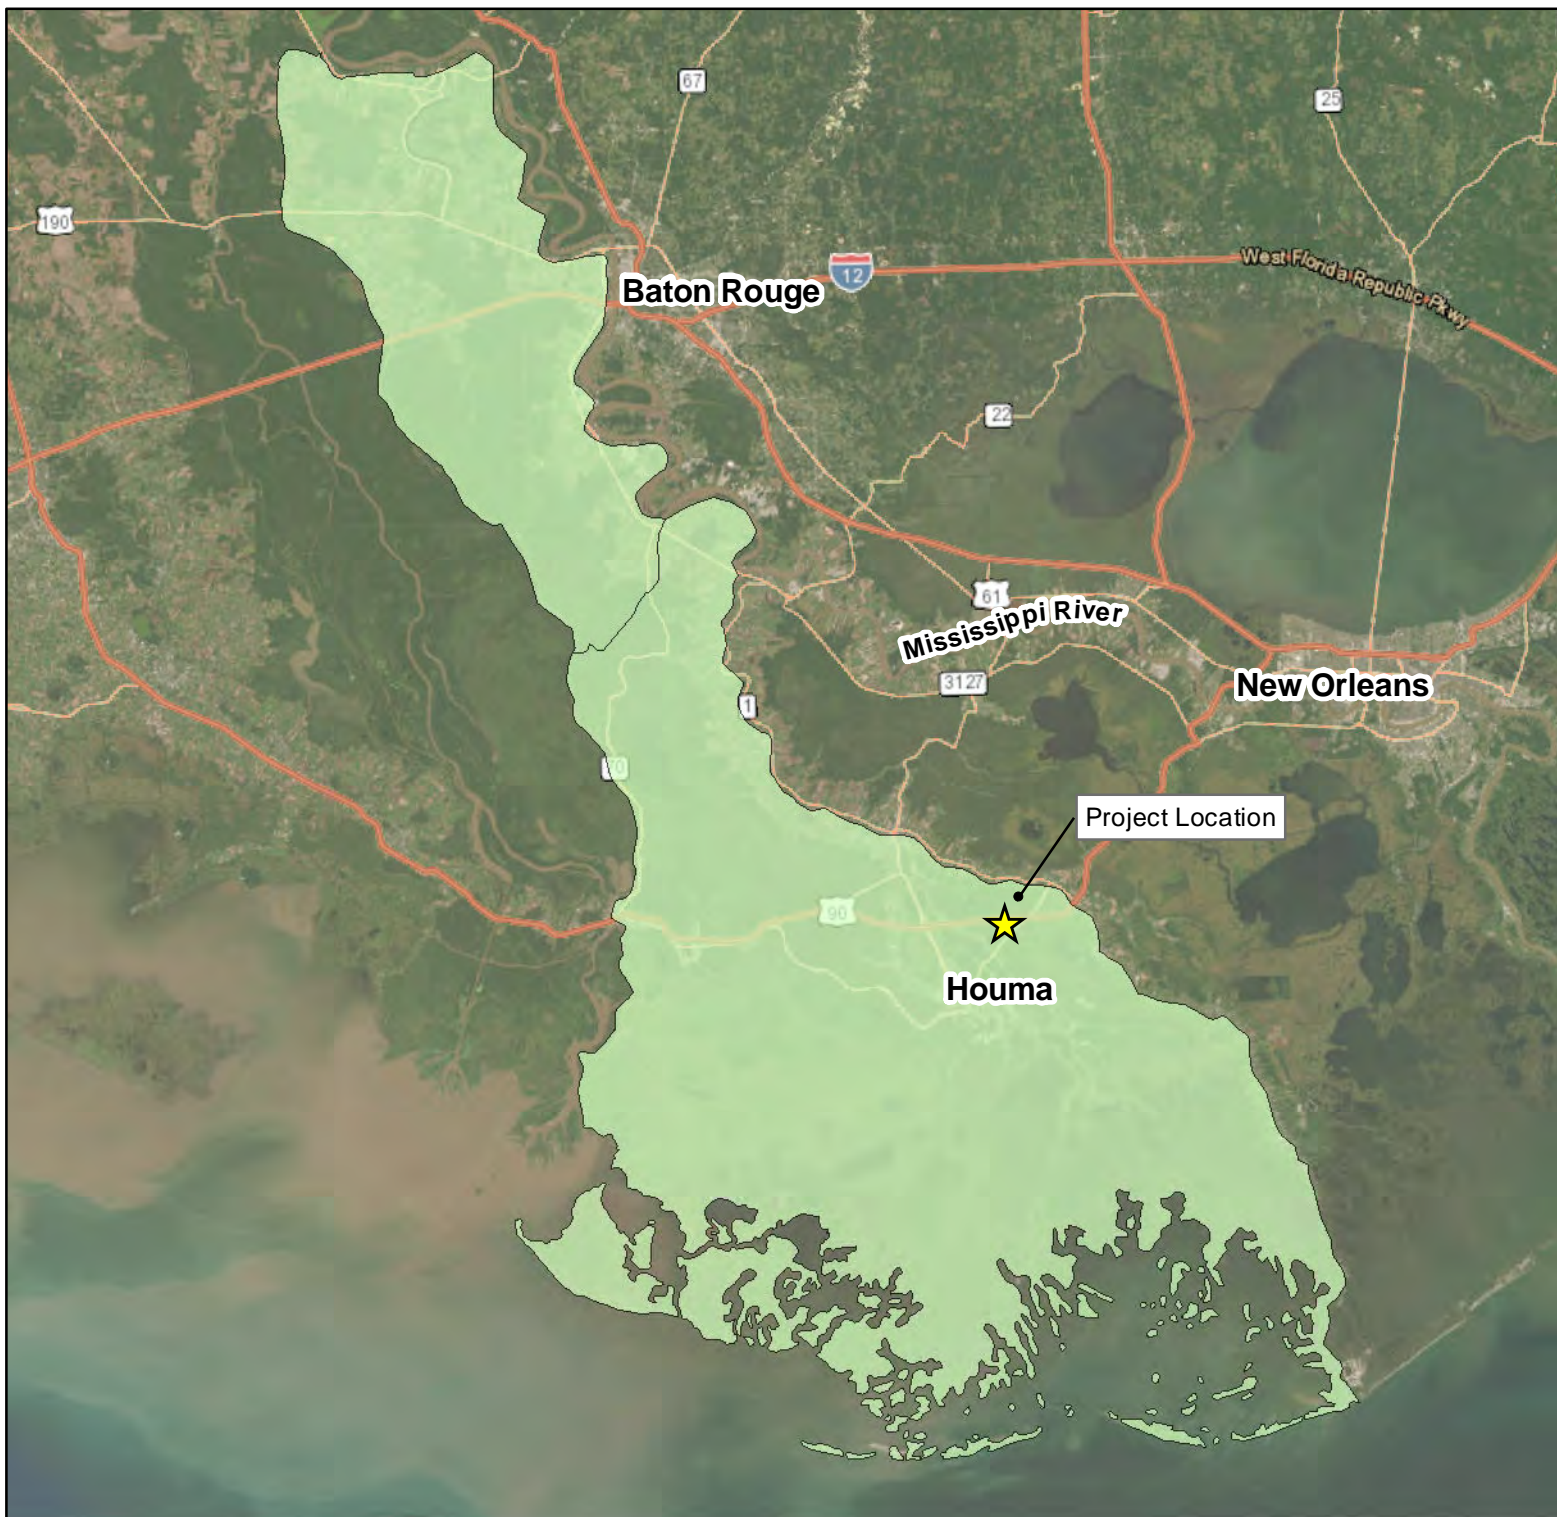 67
25
190
West Florida Republic Pkwy
12
Baton Rouge
22
61
Mississippi River
3127
New Orleans
1
70
Project Location
90
Houma